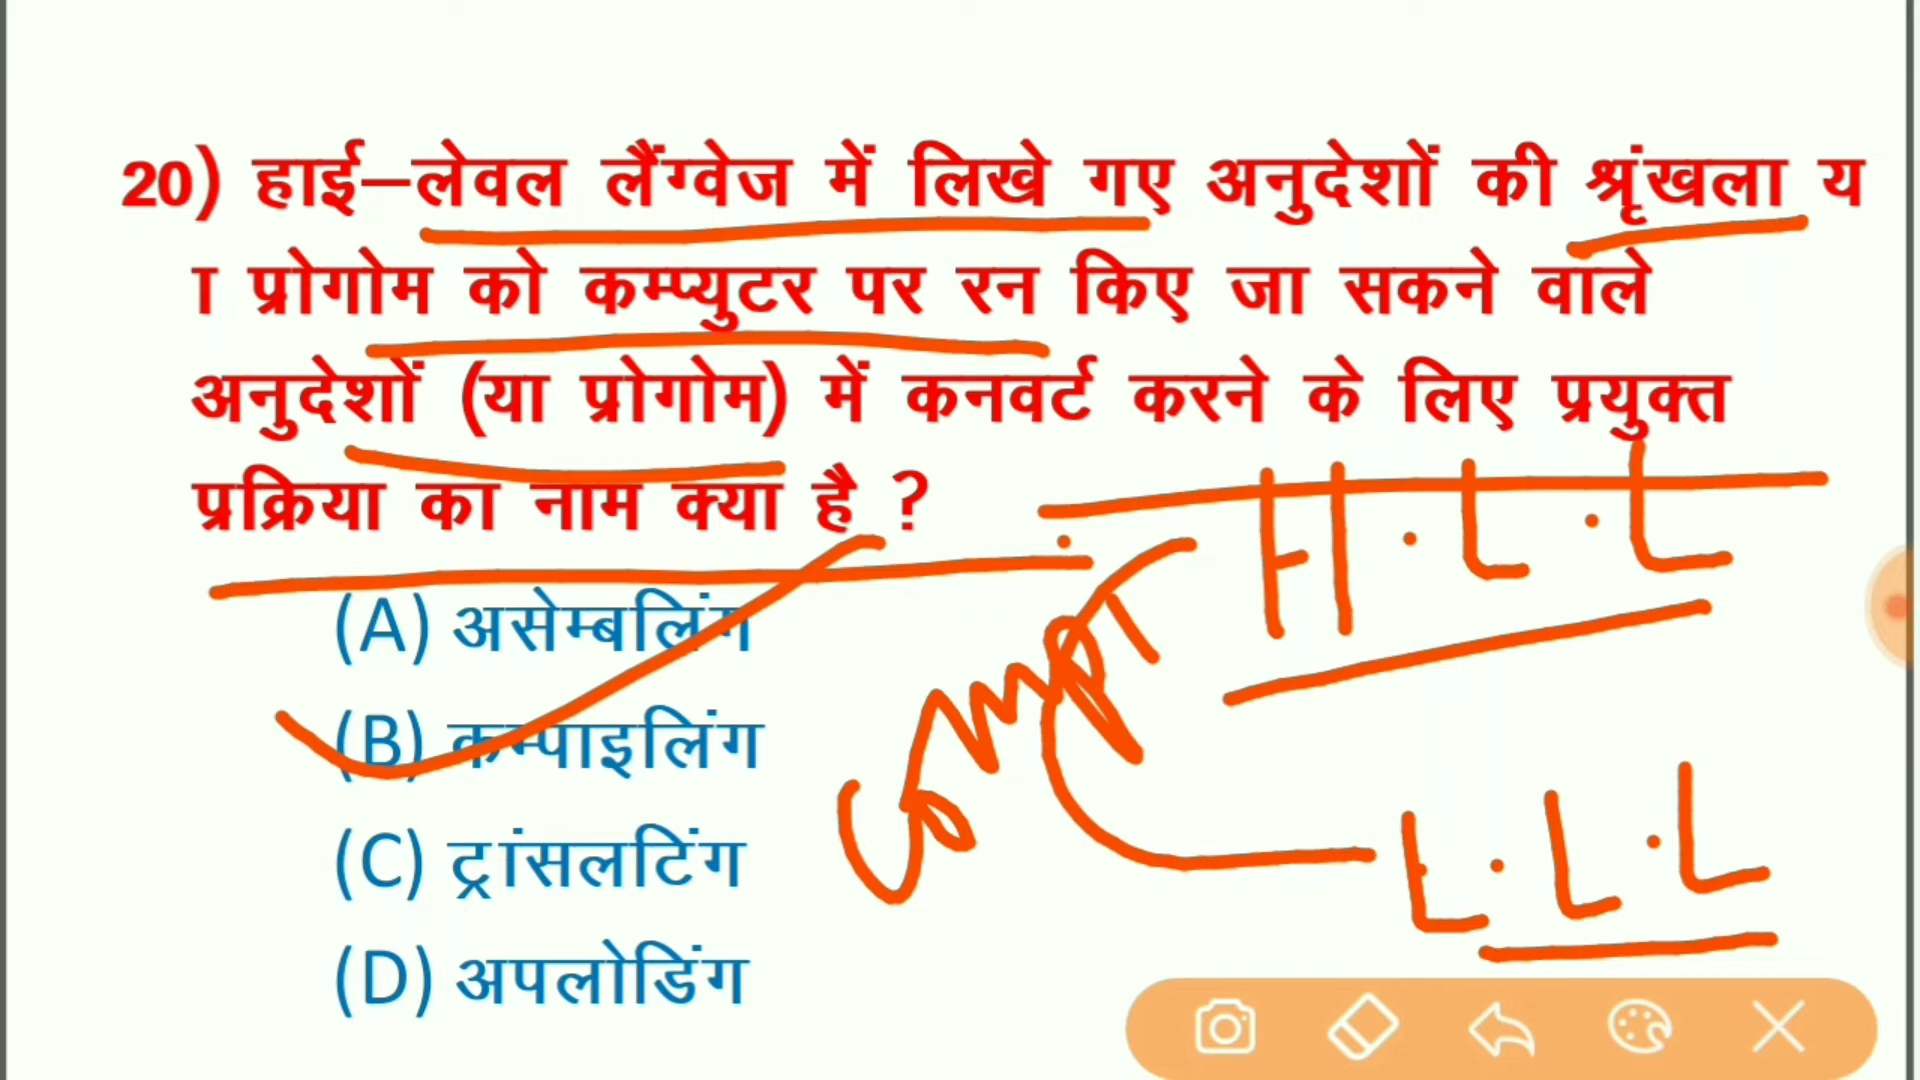 20) हाई–लेवल लैंग्वेज में लिखे गए अनुदेशों की श्रृंखला य
ा प्रोगोम को कम्प्युटर पर रन किए जा सकने वाले
अनुदेशों (या प्रोगोम) में कनवर्ट करने के लिए प्रयुक्त
प्रक्रिया का नाम क्या है ?
H.L.L
(A) असेम्बलिंग
(B) कम्पाइलिंग
(C) ट्रांसलटिंग
L.L.L
(D) अपलोडिंग